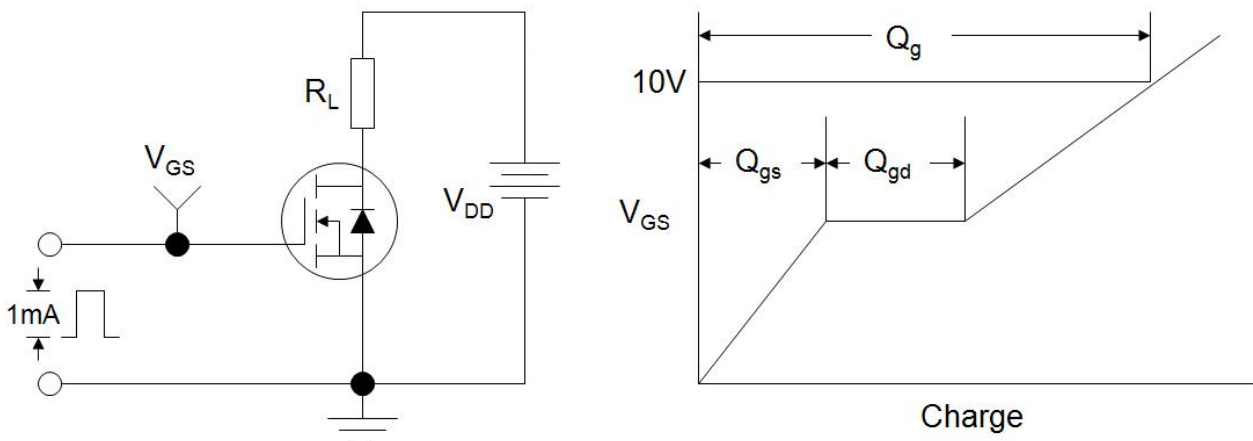 R_L
V_GS
V_DD
1mA
Q_g
10V
Q_gs
Q_gd
V_GS
Charge